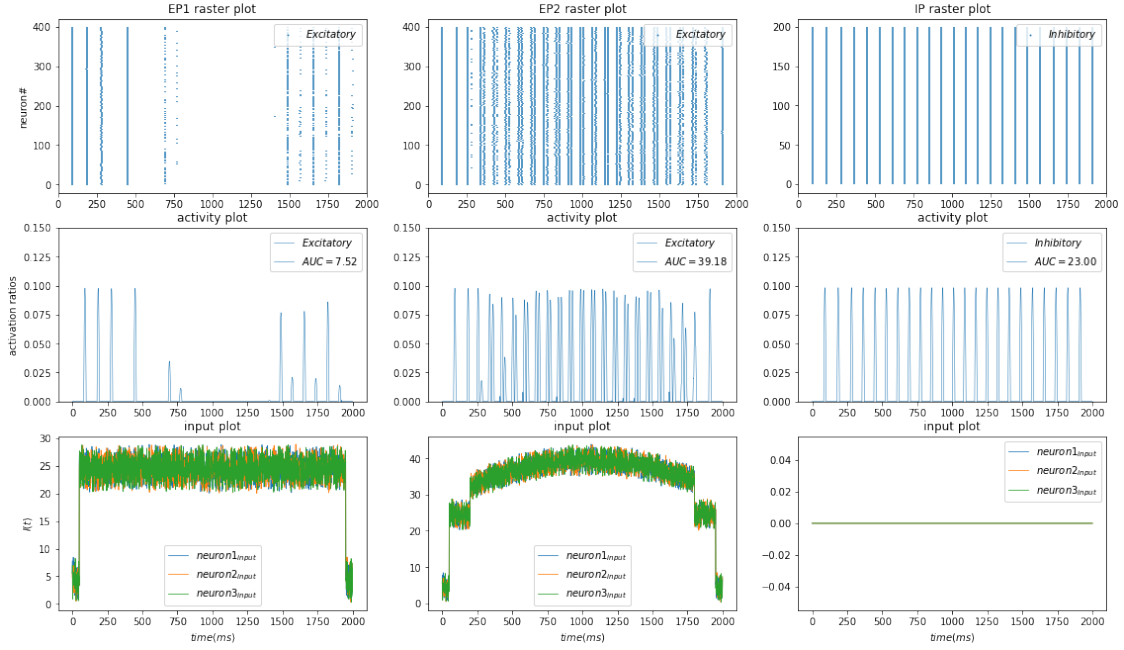 EP1 raster plot
EP2 raster plot
IP raster plot
neuron#
400
300
200
100
0
Excitatory
0 250 500 750 1000 1250 1500 1750 2000
400
300
200
100
0
Excitatory
0 250 500 750 1000 1250 1500 1750 2000
200
150
100
50
0
Inhibitory
0 250 500 750 1000 1250 1500 1750 2000
activity plot
activity plot
activity plot
activation ratios
0.150
0.125
0.100
0.075
0.050
0.025
0.000
Excitatory
AUC = 7.52
0 250 500 750 1000 1250 1500 1750 2000
0.150
0.125
0.100
0.075
0.050
0.025
0.000
Excitatory
AUC = 39.18
0 250 500 750 1000 1250 1500 1750 2000
0.150
0.125
0.100
0.075
0.050
0.025
0.000
Inhibitory
AUC = 23.00
0 250 500 750 1000 1250 1500 1750 2000
input plot
input plot
input plot
I(t)
30
25
20
15
10
5
0
neuron1input
neuron2input
neuron3input
0 250 500 750 1000 1250 1500 1750 2000
time(ms)
40
30
20
10
0
neuron1input
neuron2input
neuron3input
0 250 500 750 1000 1250 1500 1750 2000
time(ms)
0.04
0.02
0.00
−0.02
−0.04
neuron1input
neuron2input
neuron3input
0 250 500 750 1000 1250 1500 1750 2000
time(ms)